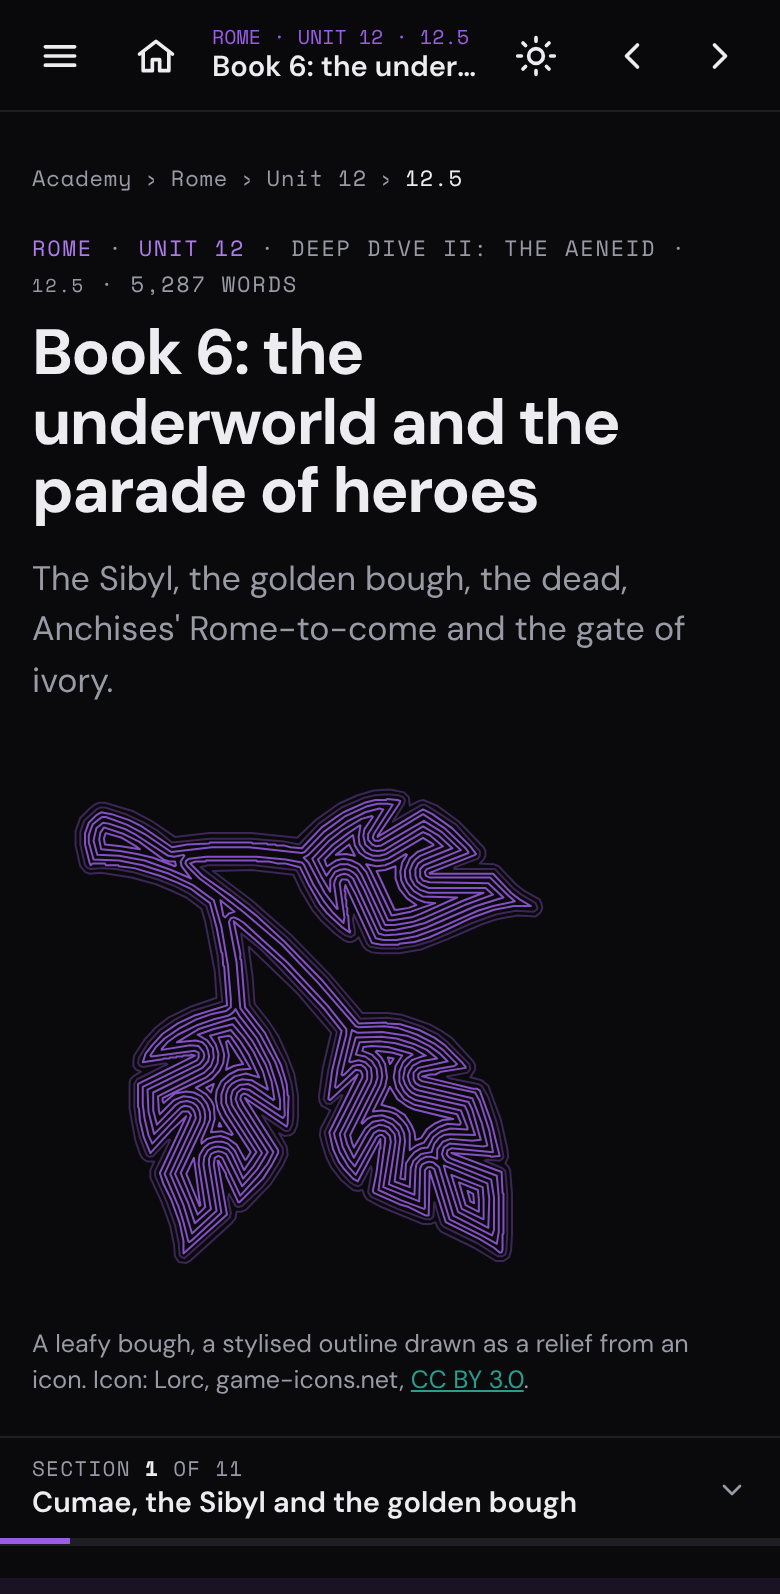 ROME · UNIT 12 · 12.5
Book 6: the under…
Academy › Rome › Unit 12 › 12.5
ROME · UNIT 12 · DEEP DIVE II: THE AENEID ·
12.5 · 5,287 WORDS
Book 6: the
underworld and the
parade of heroes
The Sibyl, the golden bough, the dead,
Anchises' Rome-to-come and the gate of
ivory.
A leafy bough, a stylised outline drawn as a relief from an
icon. Icon: Lorc, game-icons.net, CC BY 3.0.
SECTION 1 OF 11
Cumae, the Sibyl and the golden bough